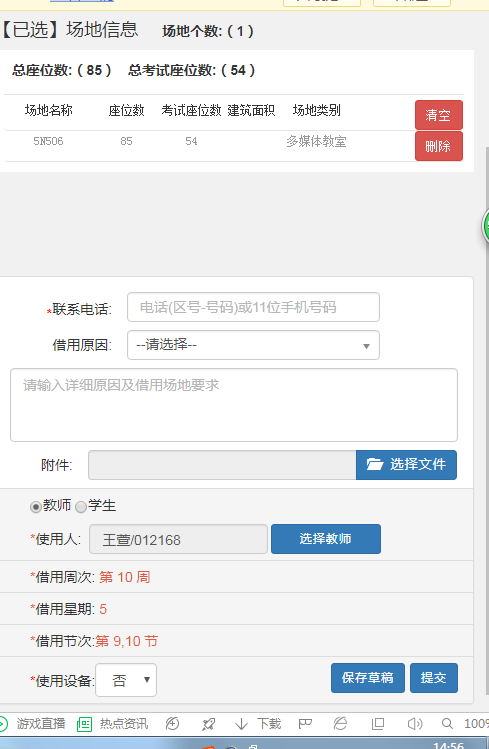 【已选】场地信息 场地个数:( 1 )
总座位数:( 85 ) 总考试座位数:( 54 )
场地名称 座位数 考试座位数 建筑面积 场地类别 清空
5N506 85 54 多媒体教室 删除
*联系电话: 电话(区号-号码)或11位手机号码
借用原因: --请选择--
请输入详细原因及借用场地要求
附件: 选择文件
教师 学生
*使用人: 王萱/012168 选择教师
*借用周次: 第 10 周
*借用星期: 5
*借用节次:第 9,10 节
*使用设备: 否 保存草稿 提交
游戏直播 热点资讯 下载 100%
14:56